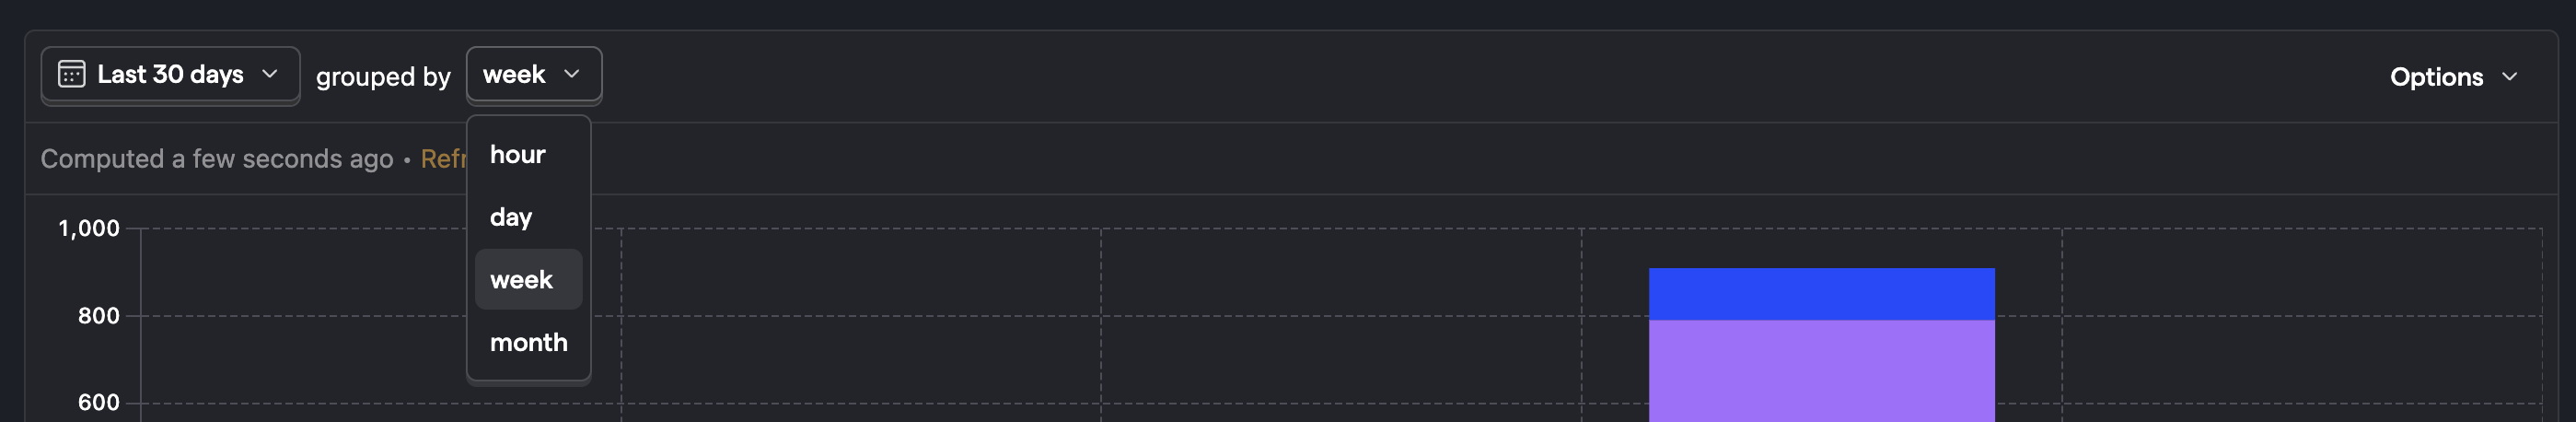 Last 30 days grouped by week Options
Computed a few seconds ago • Refr
hour
day
week
month
1,000
800
600